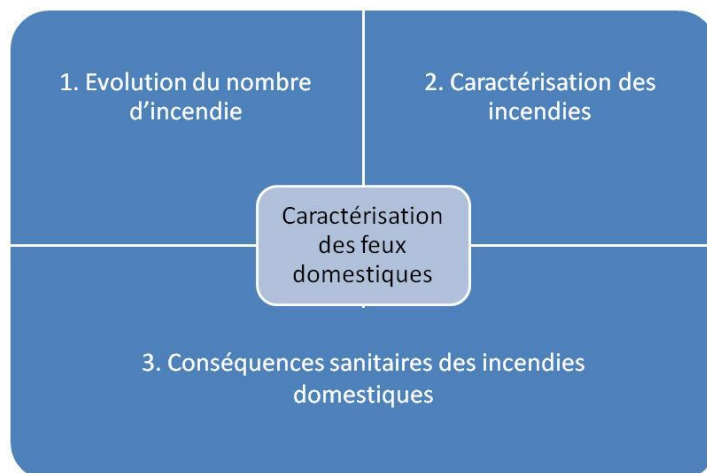 1. Evolution du nombre
d'incendie
2. Caractérisation des
incendies
Caractérisation
des feux
domestiques
3. Conséquences sanitaires des incendies
domestiques